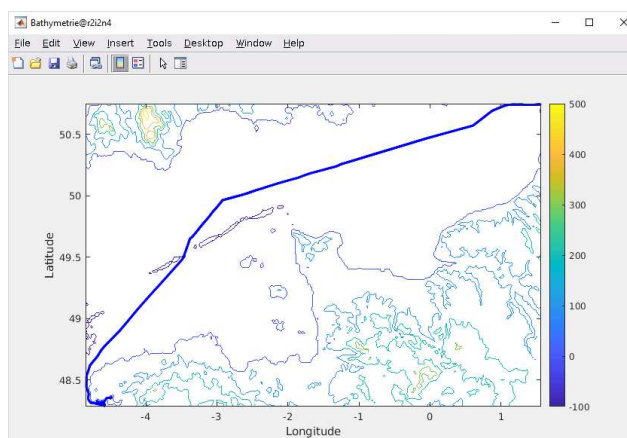 Bathymetrie@r2i2n4
File Edit View Insert Tools Desktop Window Help
500
400
300
200
100
0
-100
50.5
50
49.5
49
48.5
Latitude
-4 -3 -2 -1 0 1
Longitude